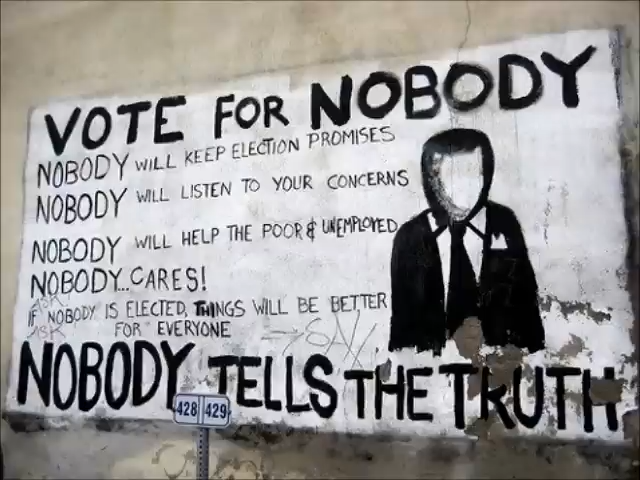 VOTE FOR NOBODY
NOBODY WILL KEEP ELECTION PROMISES
NOBODY WILL LISTEN TO YOUR CONCERNS
NOBODY WILL HELP THE POOR & UNEMPLOYED
NOBODY...CARES!
ASK
IF NOBODY IS ELECTED, THINGS WILL BE BETTER
ASK FOR EVERYONE
NOBODY TELLS THE TRUTH
428 429